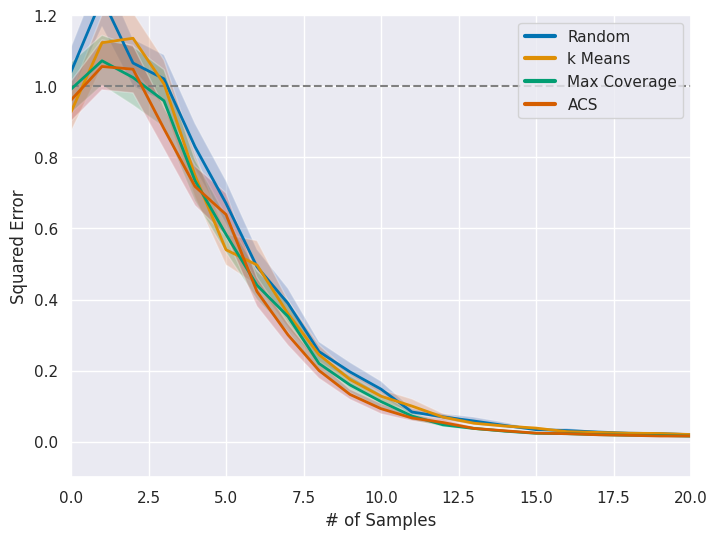 1.2
1.0
0.8
0.6
0.4
0.2
0.0
Squared Error
0.0 2.5 5.0 7.5 10.0 12.5 15.0 17.5 20.0
# of Samples
Random
k Means
Max Coverage
ACS